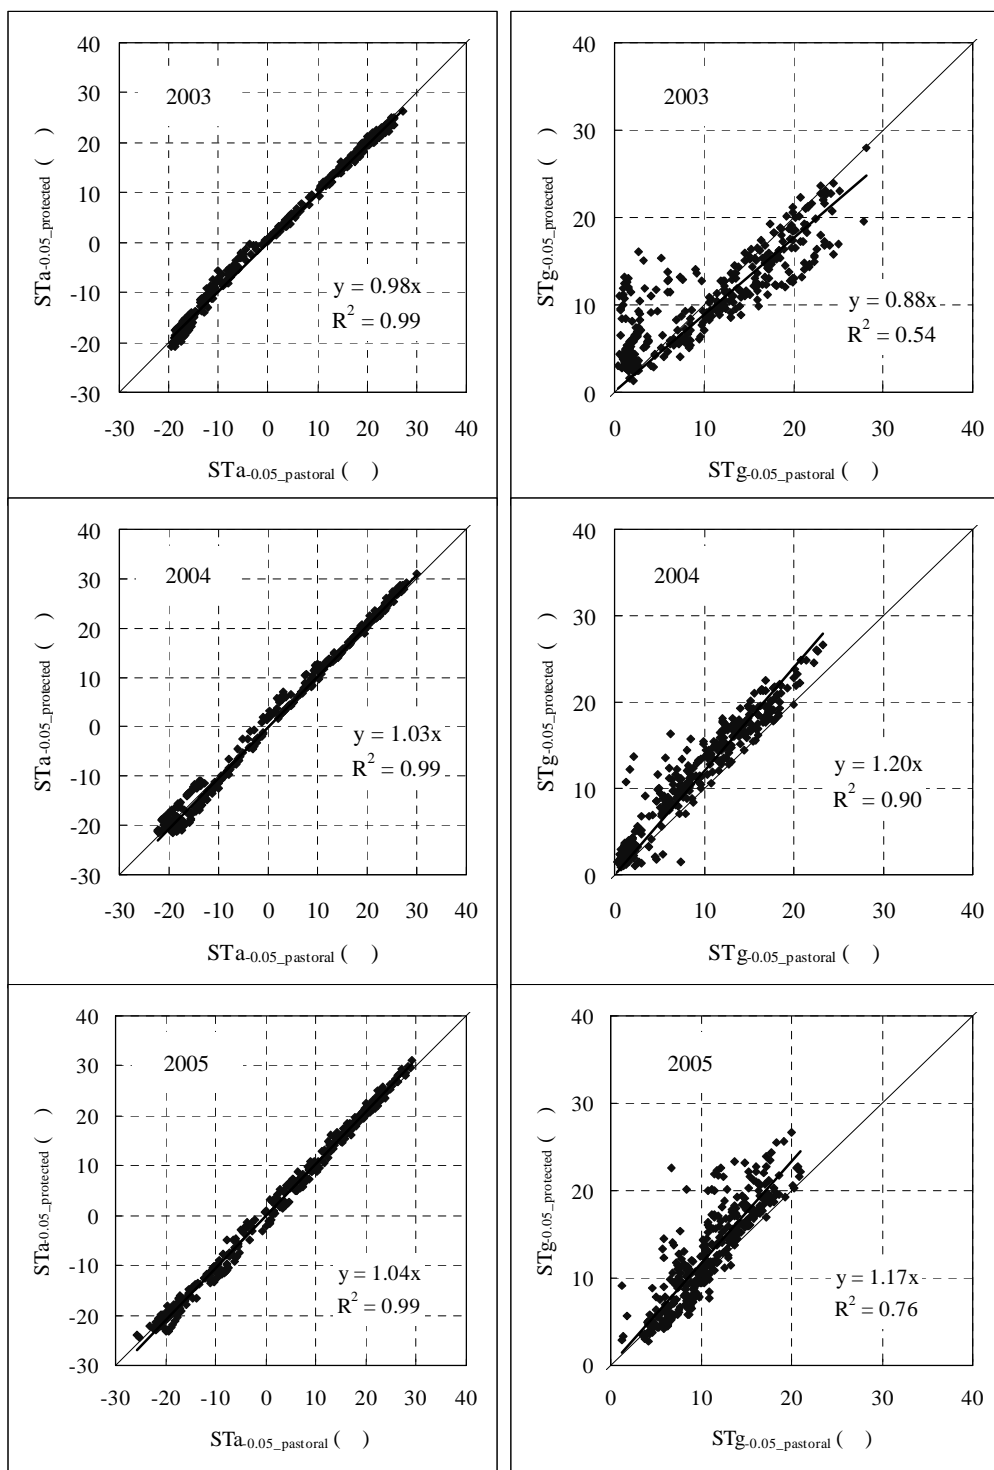 40
30
20
10
0
-10
-20
-30
STa-0.05_protected ( )
2003
y = 0.98x
R² = 0.99
-30 -20 -10 0 10 20 30 40
STa-0.05_pastoral ( )
40
30
20
10
0
STg-0.05_protected ( )
2003
y = 0.88x
R² = 0.54
0 10 20 30 40
STg-0.05_pastoral ( )
40
30
20
10
0
-10
-20
-30
STa-0.05_protected ( )
2004
y = 1.03x
R² = 0.99
-30 -20 -10 0 10 20 30 40
STa-0.05_pastoral ( )
40
30
20
10
0
STg-0.05_protected ( )
2004
y = 1.20x
R² = 0.90
0 10 20 30 40
STg-0.05_pastoral ( )
40
30
20
10
0
-10
-20
-30
STa-0.05_protected ( )
2005
y = 1.04x
R² = 0.99
-30 -20 -10 0 10 20 30 40
STa-0.05_pastoral ( )
40
30
20
10
0
STg-0.05_protected ( )
2005
y = 1.17x
R² = 0.76
0 10 20 30 40
STg-0.05_pastoral ( )